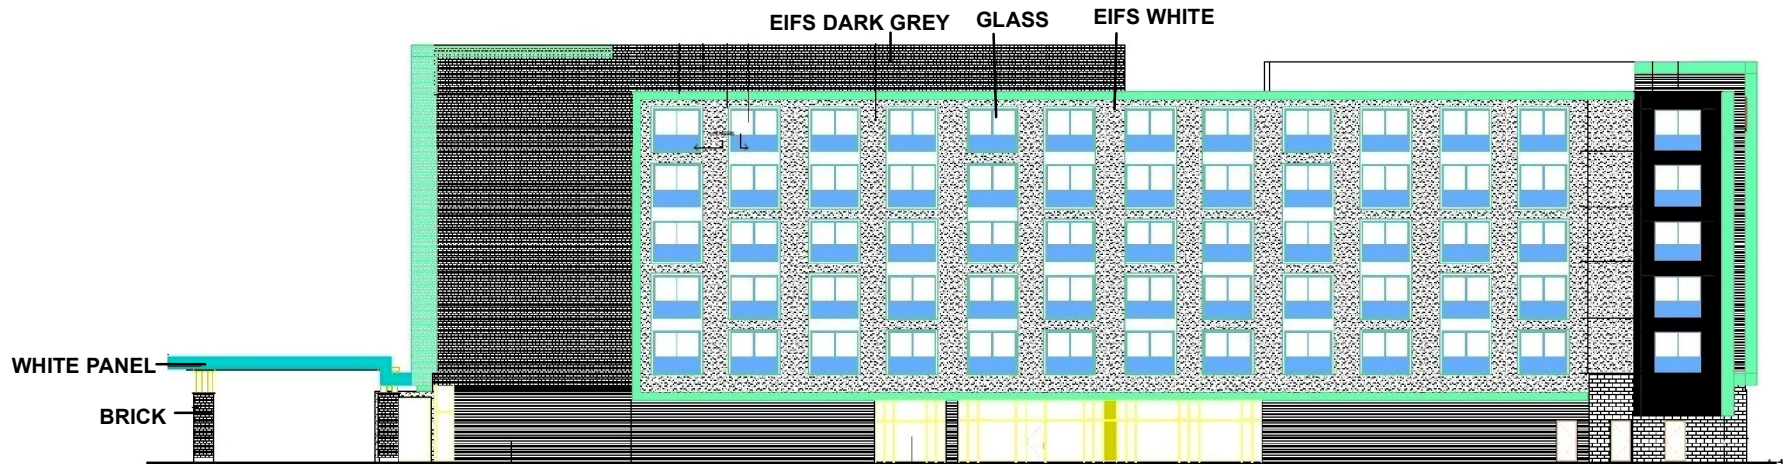 EIFS DARK GREY
GLASS
EIFS WHITE
WHITE PANEL
BRICK